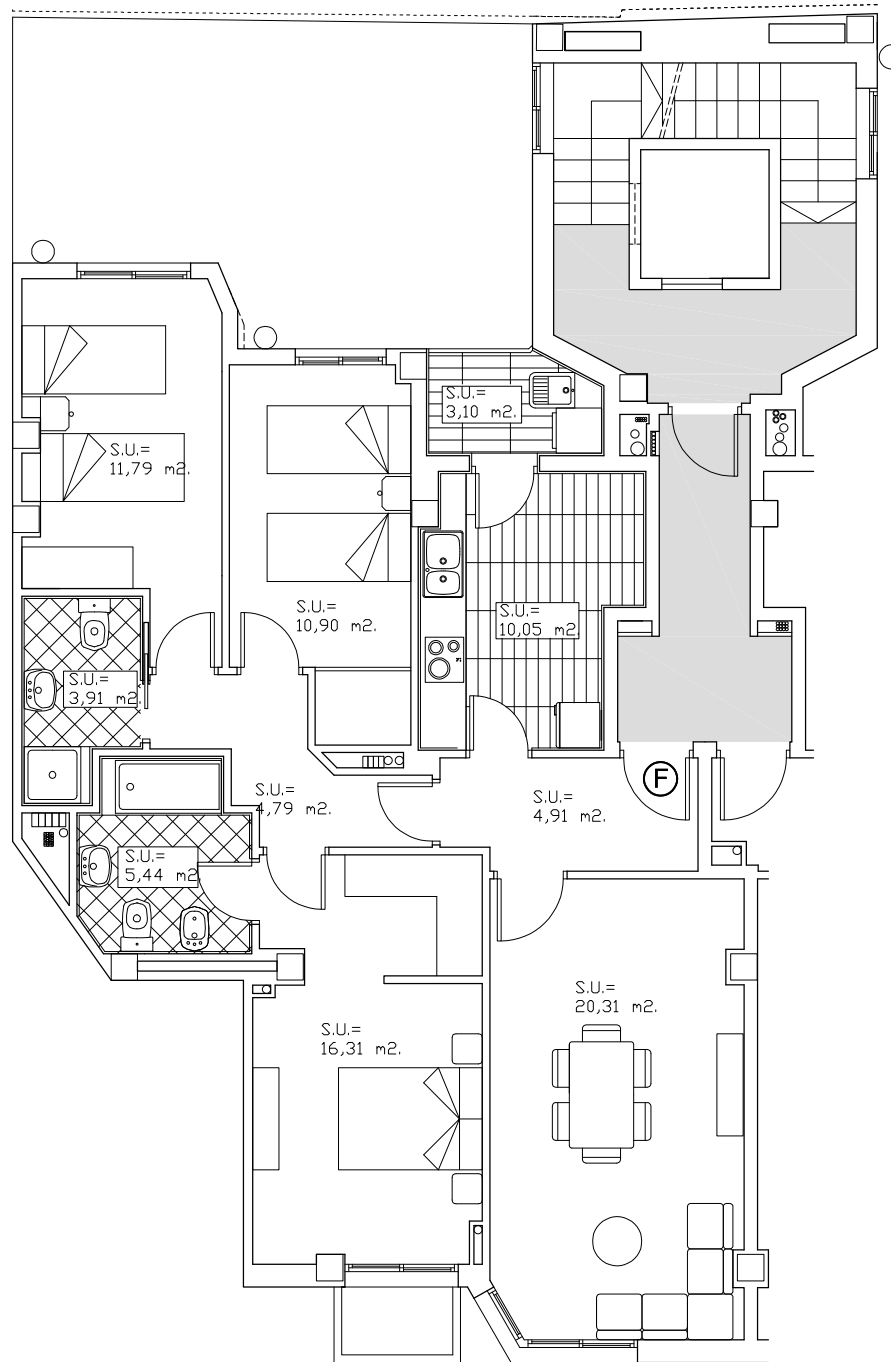 S.U.=
3,10 m2.
S.U.=
11,79 m2.
S.U.=
10,90 m2.
S.U.=
10,05 m2.
S.U.=
3,91 m2
S.U.=
4,79 m2.
S.U.=
4,91 m2.
F
S.U.=
5,44 m2
S.U.=
20,31 m2.
S.U.=
16,31 m2.